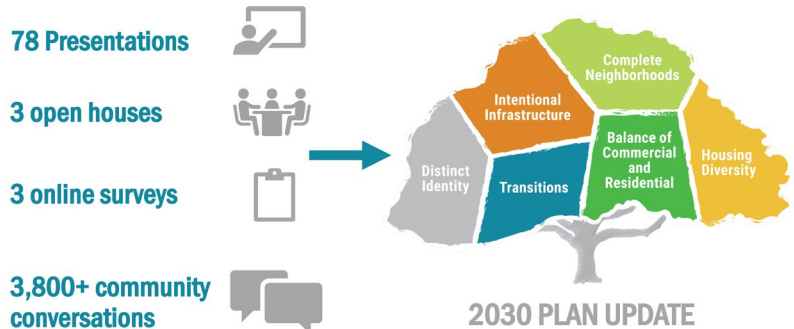 78 Presentations
3 open houses
3 online surveys
3,800+ community
conversations
Complete
Neighborhoods
Intentional
Infrastructure
Distinct
Identity
Transitions
Balance of
Commercial
and
Residential
Housing
Diversity
2030 PLAN UPDATE